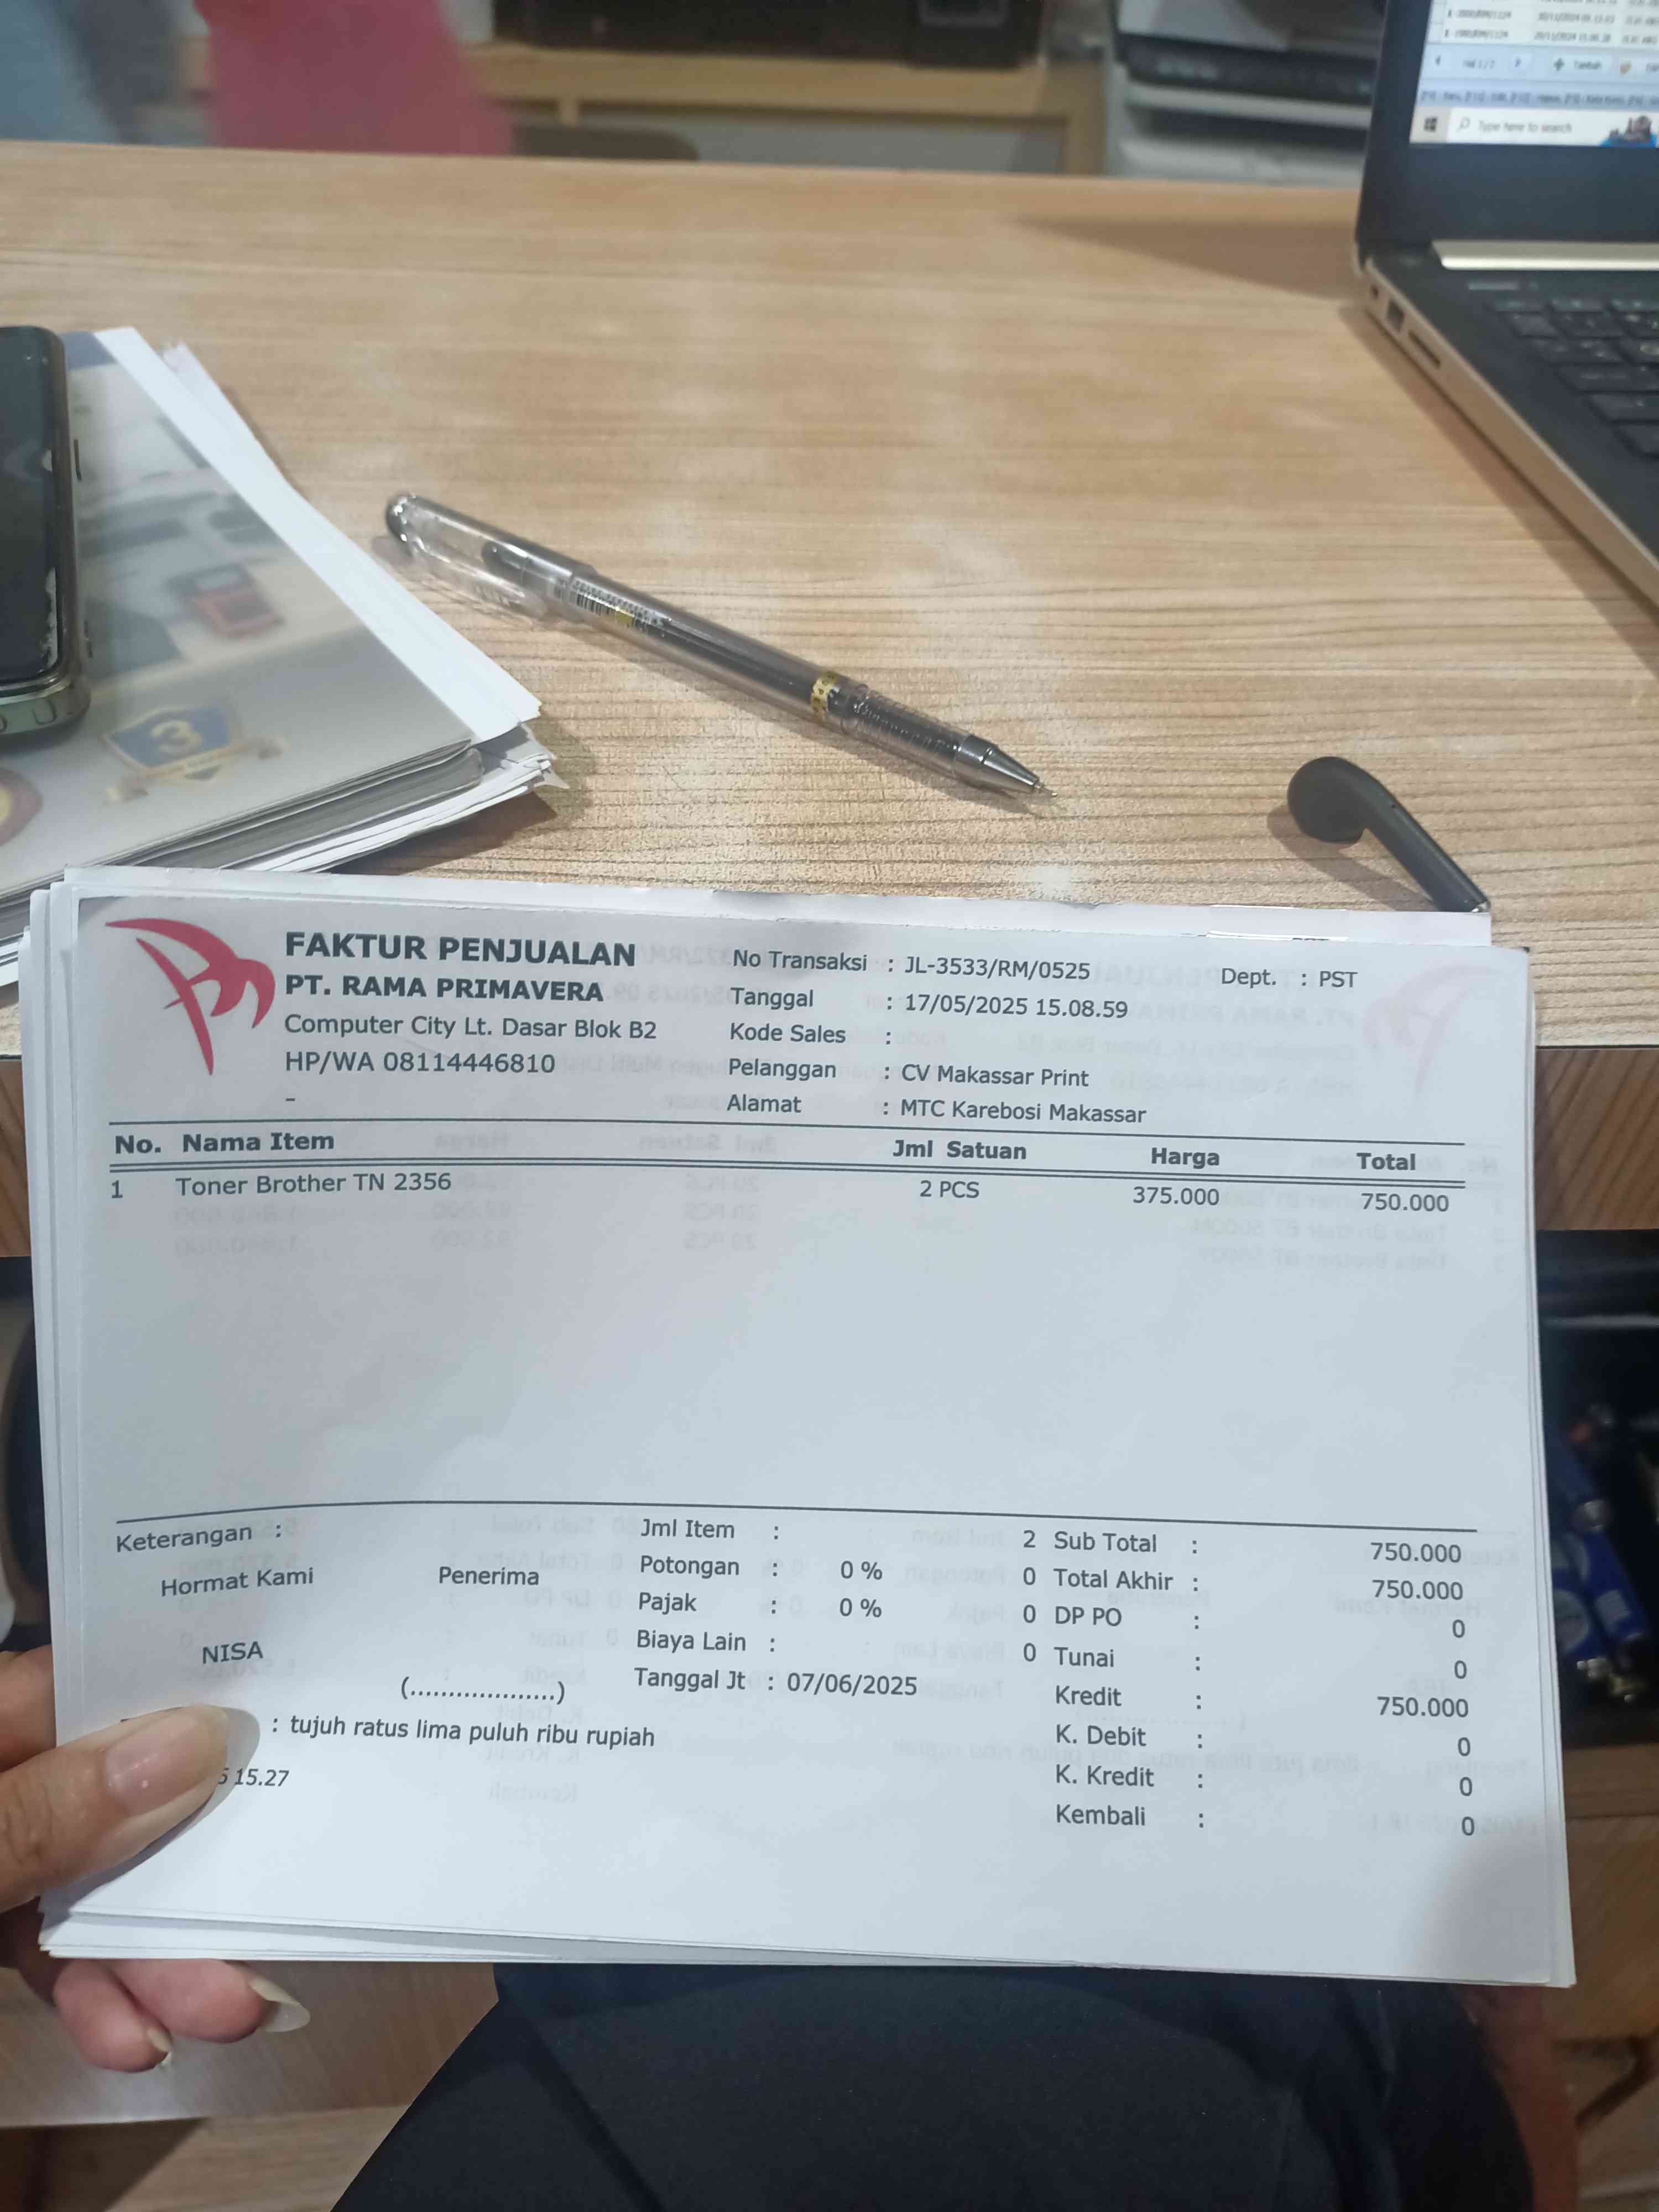 Type here to search
3
FAKTUR PENJUALAN
PT. RAMA PRIMAVERA
Computer City Lt. Dasar Blok B2
HP/WA 08114446810
-
No Transaksi : JL-3533/RM/0525
Tanggal : 17/05/2025 15.08.59
Kode Sales :
Pelanggan : CV Makassar Print
Alamat : MTC Karebosi Makassar
Dept. : PST
No. Nama Item Jml Satuan Harga Total
1 Toner Brother TN 2356 2 PCS 375.000 750.000
Keterangan :
Hormat Kami Penerima
NISA
(...................)
: tujuh ratus lima puluh ribu rupiah
15.27
Jml Item : 2
Potongan : 0 % 0
Pajak : 0 % 0
Biaya Lain : 0
Tanggal Jt : 07/06/2025
Sub Total : 750.000
Total Akhir : 750.000
DP PO : 0
Tunai : 0
Kredit : 750.000
K. Debit : 0
K. Kredit : 0
Kembali : 0